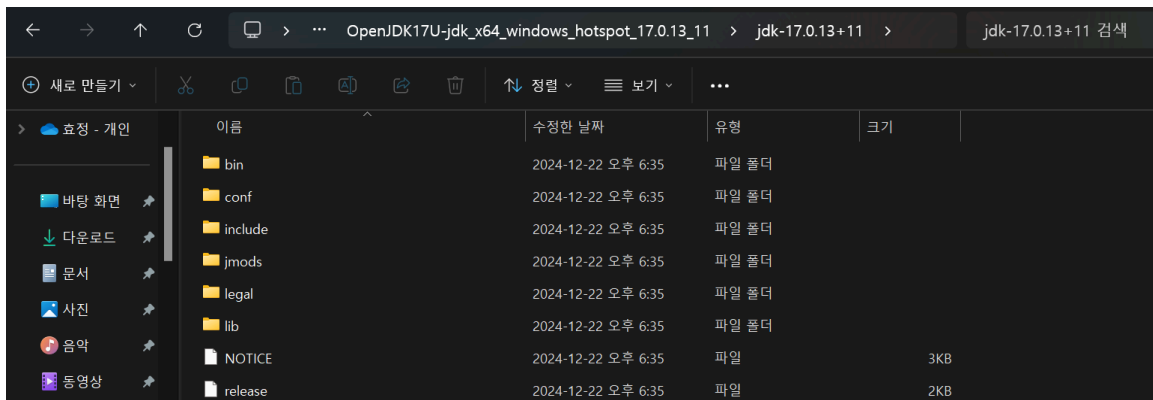 OpenJDK17U-jdk_x64_windows_hotspot_17.0.13_11 > jdk-17.0.13+11 > jdk-17.0.13+11 검색
새로 만들기 정렬 보기
효정 - 개인 이름 수정한 날짜 유형 크기
bin 2024-12-22 오후 6:35 파일 폴더
바탕 화면 conf 2024-12-22 오후 6:35 파일 폴더
다운로드 include 2024-12-22 오후 6:35 파일 폴더
문서 jmods 2024-12-22 오후 6:35 파일 폴더
사진 legal 2024-12-22 오후 6:35 파일 폴더
lib 2024-12-22 오후 6:35 파일 폴더
음악 NOTICE 2024-12-22 오후 6:35 파일 3KB
동영상 release 2024-12-22 오후 6:35 파일 2KB